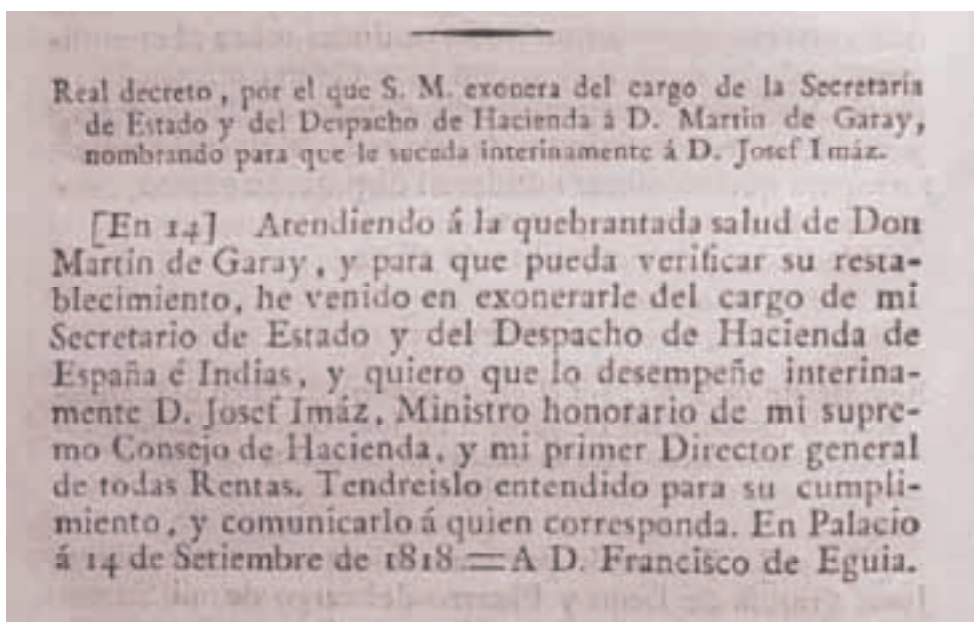 Real decreto, por el que S. M. exonera del cargo de la Secretaría
de Estado y del Despacho de Hacienda á D. Martin de Garay,
nombrando para que le suceda interinamente á D. Josef Imáz.
[En 14] Atendiendo á la quebrantada salud de Don
Martin de Garay, y para que pueda verificar su resta-
blecimiento, he venido en exonerarle del cargo de mi
Secretario de Estado y del Despacho de Hacienda de
España é Indias, y quiero que lo desempeñe interina-
mente D. Josef Imáz, Ministro honorario de mi supre-
mo Consejo de Hacienda, y mi primer Director general
de todas Rentas. Tendreislo entendido para su cumpli-
miento, y comunicarlo á quien corresponda. En Palacio
á 14 de Setiembre de 1818.=A D. Francisco de Eguia.